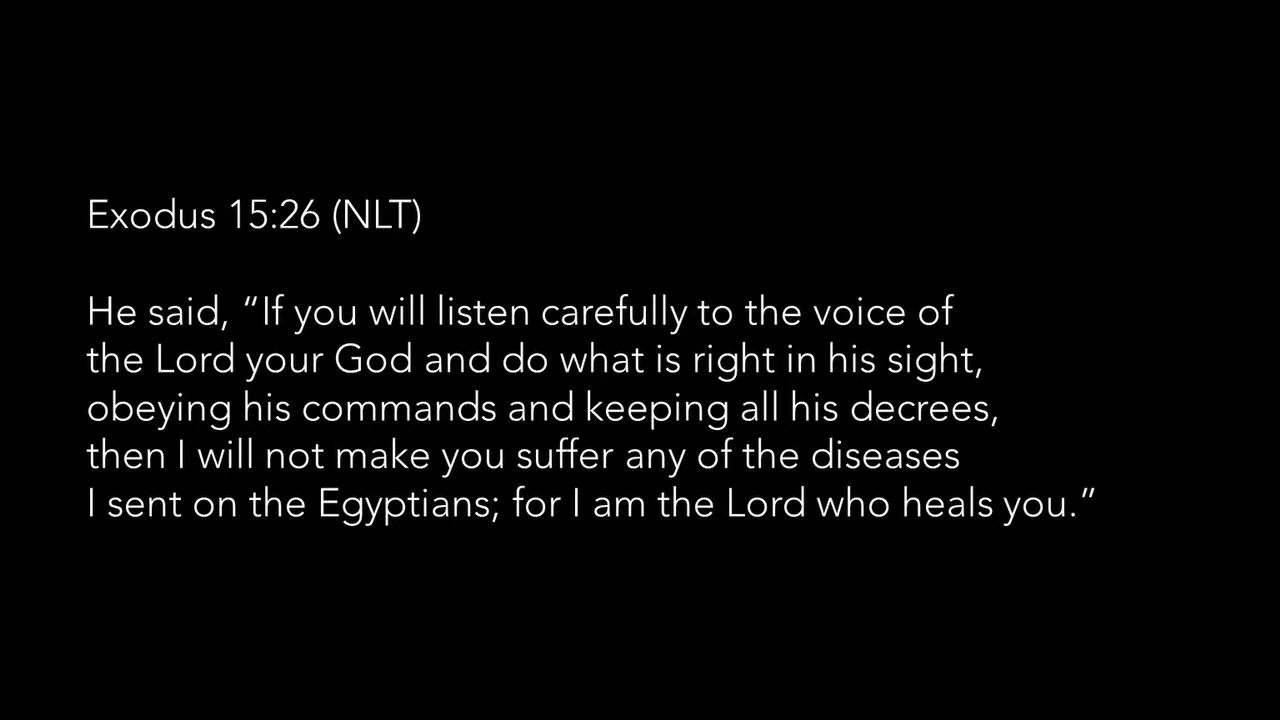 Exodus 15:26 (NLT)
He said, “If you will listen carefully to the voice of
the Lord your God and do what is right in his sight,
obeying his commands and keeping all his decrees,
then I will not make you suffer any of the diseases
I sent on the Egyptians; for I am the Lord who heals you.”